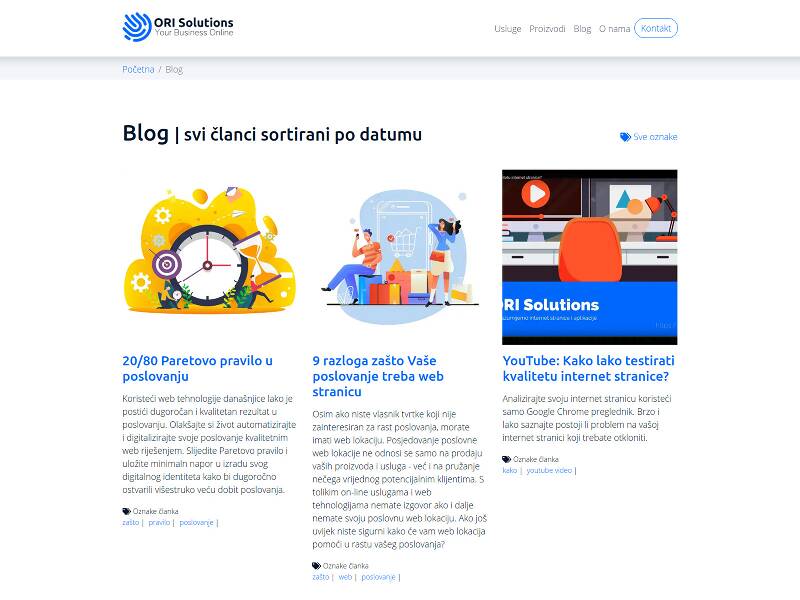 ORI Solutions
Your Business Online
Usluge Proizvodi Blog O nama Kontakt
Početna / Blog
Blog | svi članci sortirani po datumu
Sve oznake
ORI Solutions
https:/
20/80 Paretovo pravilo u
poslovanju
Koristeći web tehnologije današnjice lako je
postići dugoročan i kvalitetan rezultat u
poslovanju. Olakšajte si život automatizirajte
i digitalizirajte svoje poslovanje kvalitetnim
web riješenjem. Slijedite Paretovo pravilo i
uložite minimaln napor u izradu svog
digitalnog identiteta kako bi dugoročno
ostvarili višestruko veću dobit poslovanja.
Oznake članka
zašto | pravilo | poslovanje |
9 razloga zašto Vaše
poslovanje treba web
stranicu
Osim ako niste vlasnik tvrtke koji nije
zainteresiran za rast poslovanja, morate
imati web lokaciju. Posjedovanje poslovne
web lokacije ne odnosi se samo na prodaju
vaših proizvoda i usluga - već i na pružanje
nečega vrijednog potencijalnim klijentima. S
tolikim on-line uslugama i web
tehnologijama nemate izgovor ako i dalje
nemate svoju poslovnu web lokaciju. Ako još
uvijek niste sigurni kako će vam web lokacija
pomoći u rastu vašeg poslovanja?
Oznake članka
zašto | web | poslovanje |
YouTube: Kako lako testirati
kvalitetu internet stranice?
Analizirajte svoju internet stranicu koristeći
samo Google Chrome preglednik. Brzo i
lako saznajte postoji li problem na vašoj
internet stranici koji trebate otkloniti.
Oznake članka
kako | youtube video |